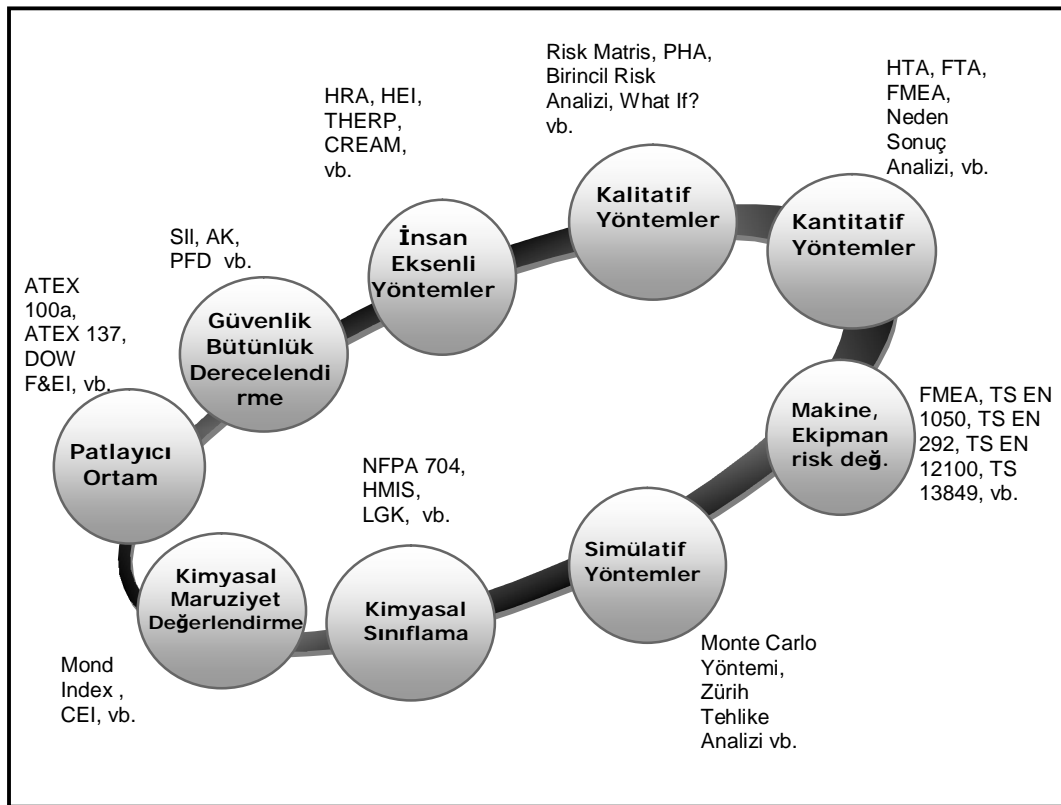 Risk Matris, PHA,
Birincil Risk
Analizi, What If?
vb.
HTA, FTA,
FMEA,
Neden
Sonuç
Analizi, vb.
HRA, HEI,
THERP,
CREAM,
vb.
Kalitatif
Yöntemler
Kantitatif
Yöntemler
İnsan
Eksenli
Yöntemler
SII, AK,
PFD vb.
ATEX
100a,
ATEX 137,
DOW
F&EI, vb.
Güvenlik
Bütünlük
Derecelendi
rme
Patlayıcı
Ortam
Makine,
Ekipman
risk değ.
FMEA, TS EN
1050, TS EN
292, TS EN
12100, TS
13849, vb.
NFPA 704,
HMIS,
LGK, vb.
Simülatif
Yöntemler
Kimyasal
Maruziyet
Değerlendirme
Kimyasal
Sınıflama
Mond
Index ,
CEI, vb.
Monte Carlo
Yöntemi,
Zürih
Tehlike
Analizi vb.